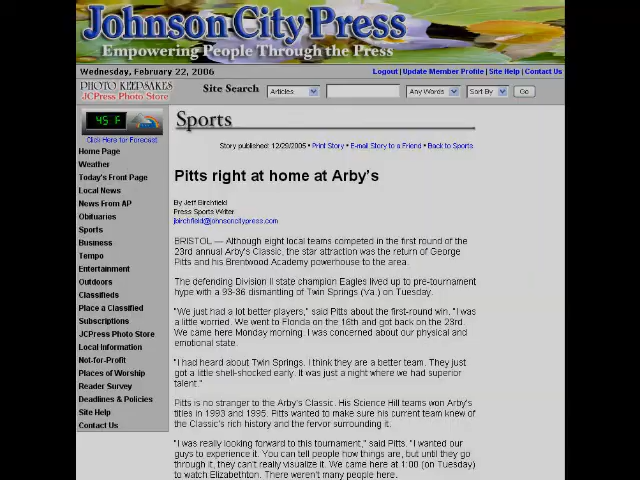 Johnson City Press
Empowering People Through the Press
Wednesday, February 22, 2006
Logout | Update Member Profile | Site Help | Contact Us
PHOTO KEEPSAKES
JCPress Photo Store
Site Search
Articles
Any Words
Sort By
Go
45 F
Click Here for Forecast
Home Page
Weather
Today's Front Page
Local News
News From AP
Obituaries
Sports
Business
Tempo
Entertainment
Outdoors
Classifieds
Place a Classified
Subscriptions
JCPress Photo Store
Local Information
Not-for-Profit
Places of Worship
Reader Survey
Deadlines & Policies
Site Help
Contact Us
Sports
Story published: 12/29/2005 • Print Story • E-mail Story to a Friend • Back to Sports
Pitts right at home at Arby's
By Jeff Birchfield
Press Sports Writer
jbirchfield@johnsoncitypress.com
BRISTOL — Although eight local teams competed in the first round of the
23rd annual Arby's Classic, the star attraction was the return of George
Pitts and his Brentwood Academy powerhouse to the area.
The defending Division II state champion Eagles lived up to pre-tournament
hype with a 93-36 dismantling of Twin Springs (Va.) on Tuesday.
"We just had a lot better players," said Pitts about the first-round win. "I was
a little worried. We went to Florida on the 16th and got back on the 23rd.
We came here Monday morning. I was concerned about our physical and
emotional state.
"I had heard about Twin Springs. I think they are a better team. They just
got a little shell-shocked early. It was just a night where we had superior
talent."
Pitts is no stranger to the Arby's Classic. His Science Hill teams won Arby's
titles in 1993 and 1995. Pitts wanted to make sure his current team knew of
the Classic's rich history and the fervor surrounding it.
"I was really looking forward to this tournament," said Pitts. "I wanted our
guys to experience it. You can tell people how things are, but until they go
through it, they can't really visualize it. We came here at 1:00 (on Tuesday)
to watch Elizabethton. There weren't many people here.